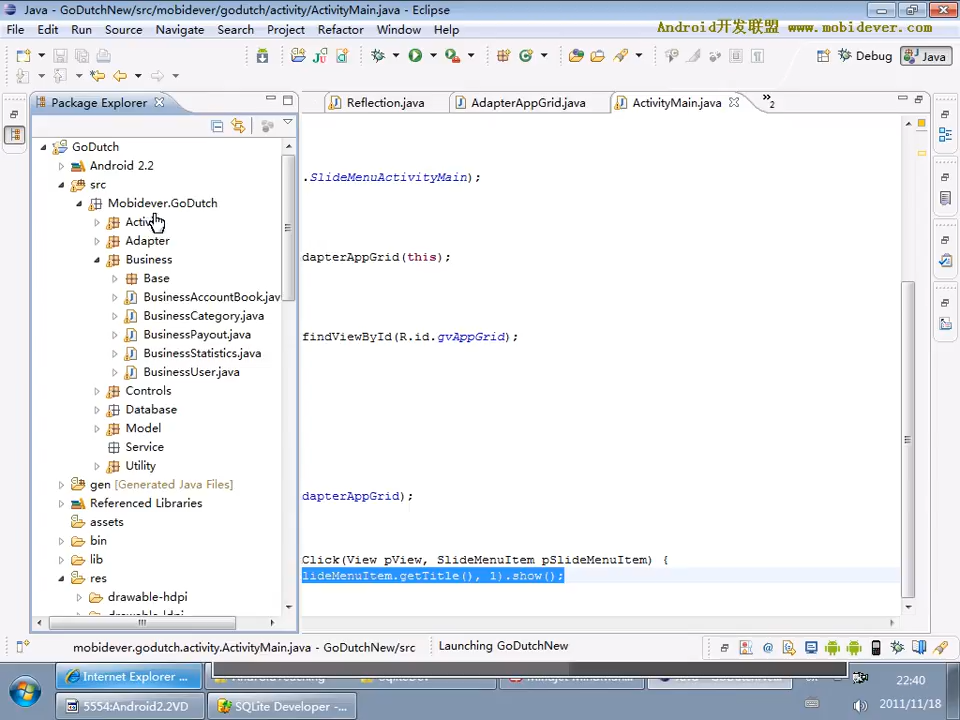 Java - GoDutchNew/src/mobidever/godutch/activity/ActivityMain.java - Eclipse
Android开发联盟 www.mobidever.com
File Edit Run Source Navigate Search Project Refactor Window Help
Debug Java
Package Explorer
Reflection.java AdapterAppGrid.java ActivityMain.java »2
GoDutch
Android 2.2
src
.SlideMenuActivityMain);
Mobidever.GoDutch
Adapter
dapterAppGrid(this);
Business
Base
BusinessAccountBook.jav
BusinessCategory.java
BusinessPayout.java
findViewById(R.id.gvAppGrid);
BusinessStatistics.java
BusinessUser.java
Controls
Database
Model
Service
Utility
gen [Generated Java Files]
dapterAppGrid);
Referenced Libraries
assets
bin
lib
Click(View pView, SlideMenuItem pSlideMenuItem) {
res
lideMenuItem.getTitle(), 1).show();
drawable-hdpi
mobidever.godutch.activity.ActivityMain.java - GoDutchNew/src
Launching GoDutchNew
Internet Explorer ...
22:40
5554:Android2.2VD
SQLite Developer - ...
2011/11/18